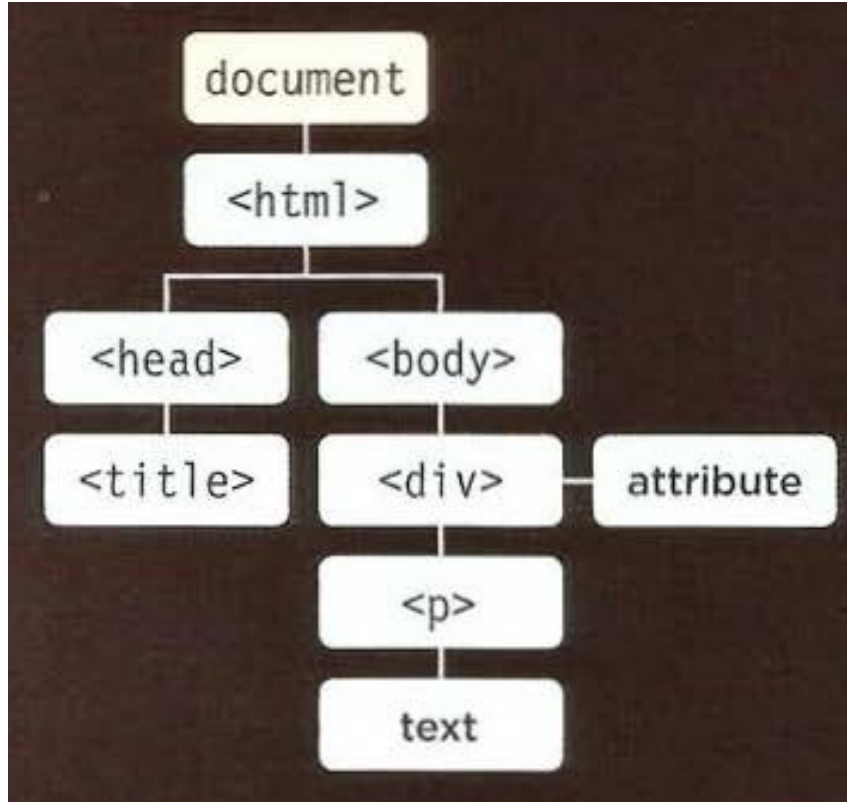 document
<html>
<head>
<body>
<title>
<div>
attribute
<p>
text